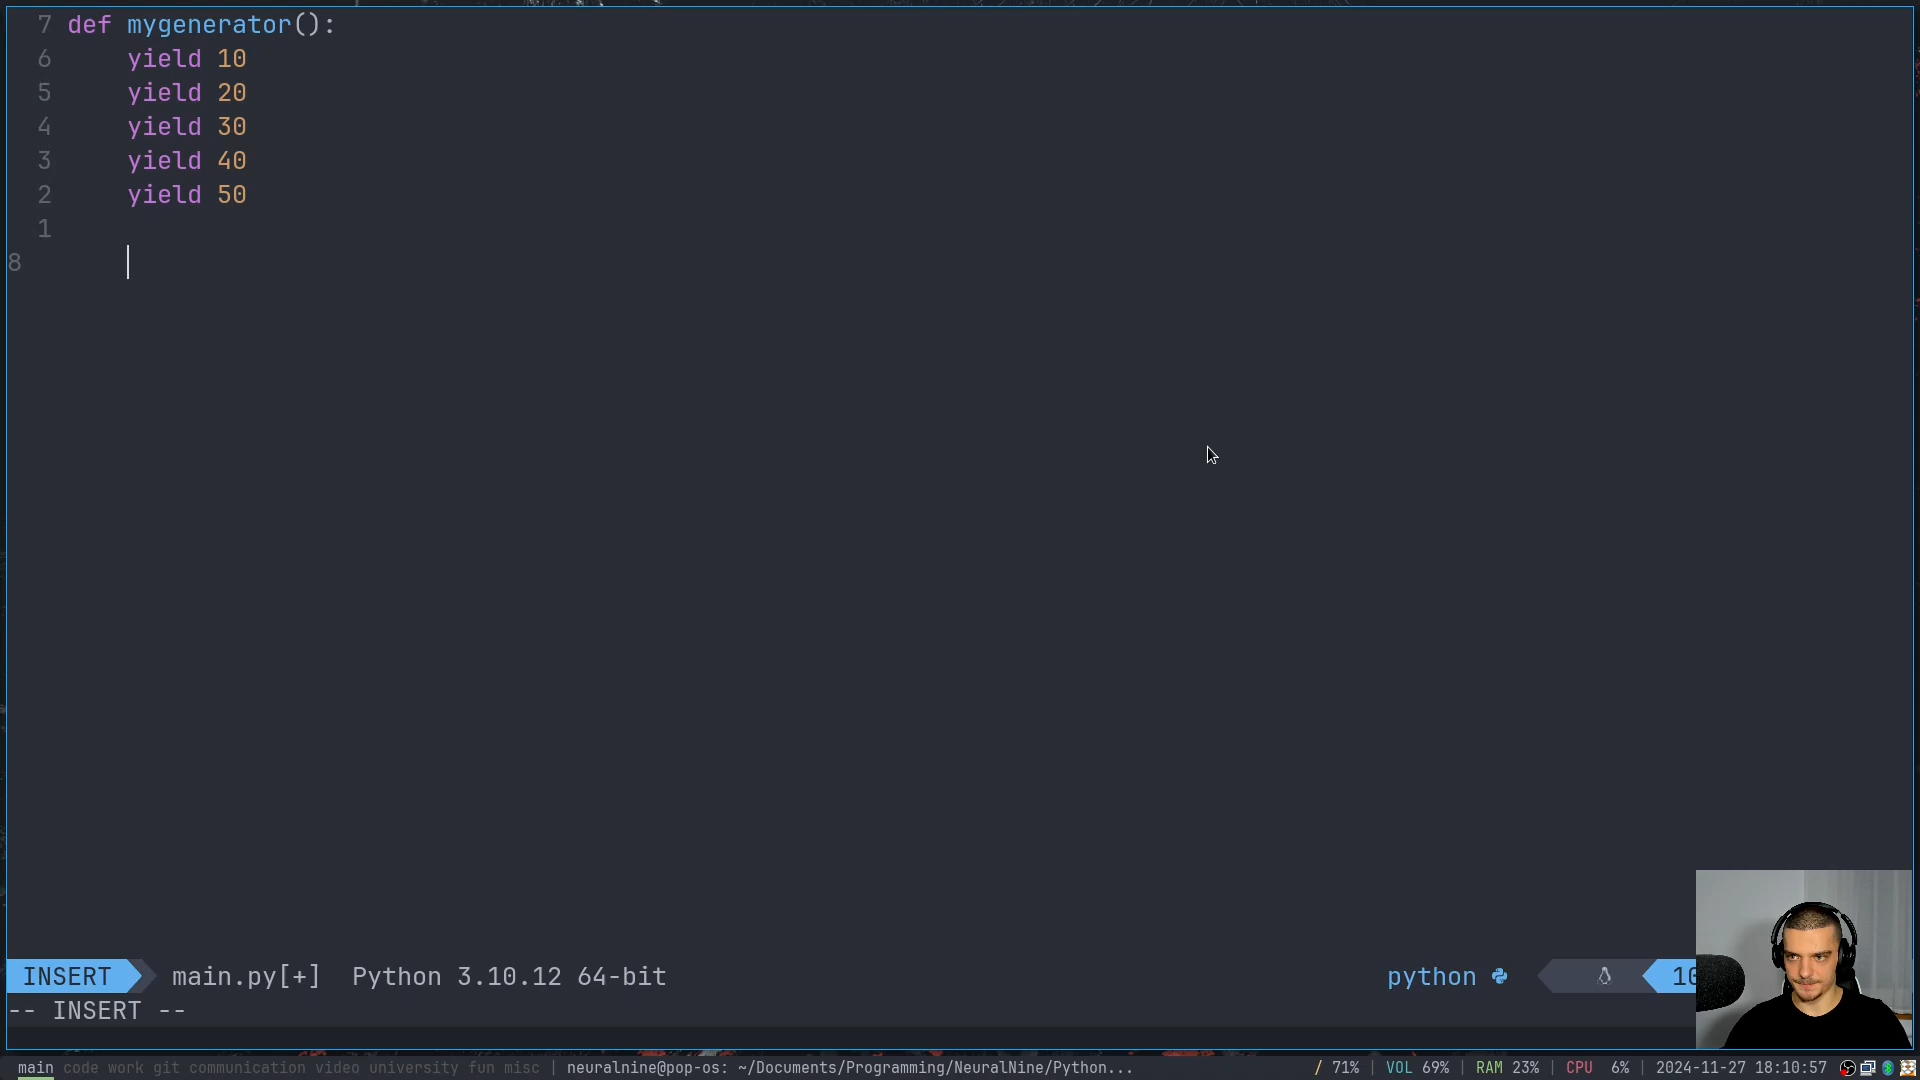 7 def mygenerator():
6     yield 10
5     yield 20
4     yield 30
3     yield 40
2     yield 50
1
8
INSERT main.py[+] Python 3.10.12 64-bit python
-- INSERT --
main code work git communication video university fun misc | neuralnine@pop-os: ~/Documents/Programming/NeuralNine/Python... / 71% | VOL 69% | RAM 23% | CPU 6% | 2024-11-27 18:10:57